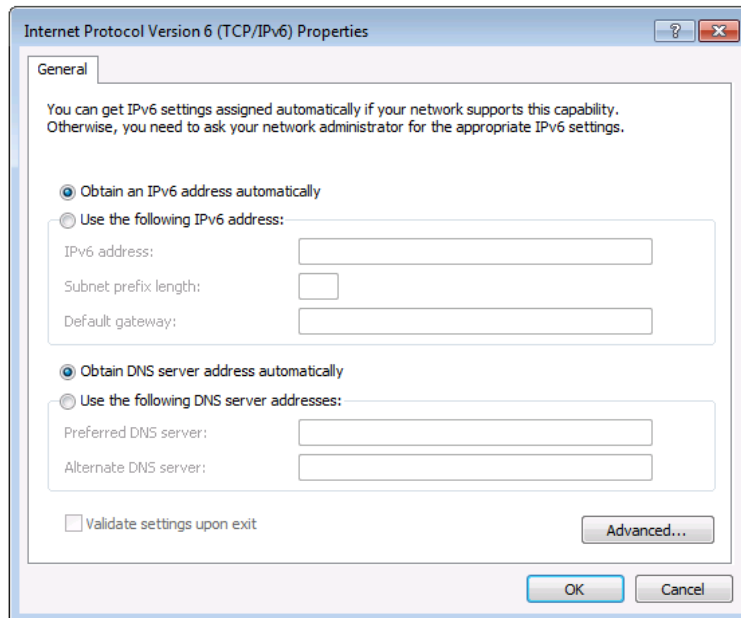 Internet Protocol Version 6 (TCP/IPv6) Properties
?
General
You can get IPv6 settings assigned automatically if your network supports this capability.
Otherwise, you need to ask your network administrator for the appropriate IPv6 settings.
Obtain an IPv6 address automatically
Use the following IPv6 address:
IPv6 address:
Subnet prefix length:
Default gateway:
Obtain DNS server address automatically
Use the following DNS server addresses:
Preferred DNS server:
Alternate DNS server:
Validate settings upon exit
Advanced...
OK Cancel